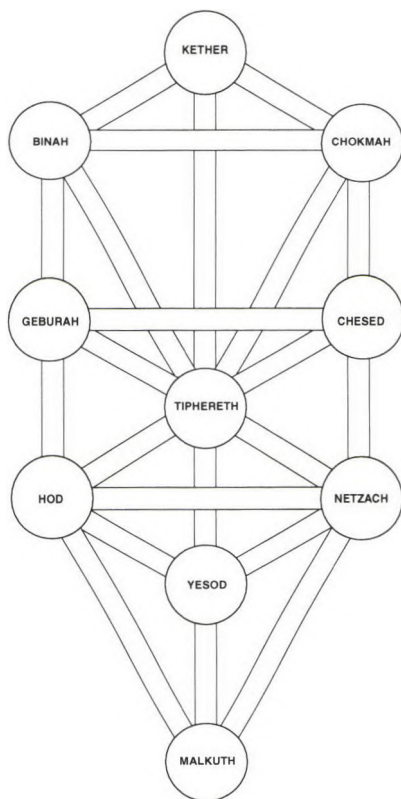 KETHER
BINAH
CHOKMAH
GEBURAH
CHESED
TIPHERETH
HOD
NETZACH
YESOD
MALKUTH